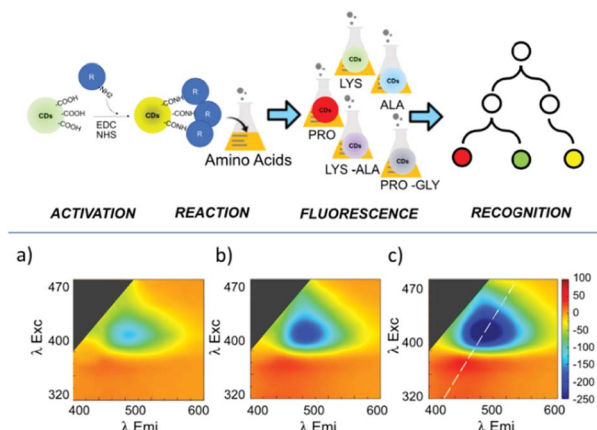 CDs
-COOH
-COOH
-COOH
R
NH2
EDC
NHS
CDs
-CONH
-CONH
-CONH
R
R
R
Amino Acids
CDs
LYS
CDs
ALA
CDs
PRO
CDs
LYS -ALA
CDs
PRO -GLY
ACTIVATION REACTION FLUORESCENCE RECOGNITION
a) b) c)
470 470 470 100
50
0
400 400 400 -50
-100
-150
-200
320 320 320 -250
λ Exc λ Exc λ Exc
400 500 600 400 500 600 400 500 600
λ Emi λ Emi λ Emi